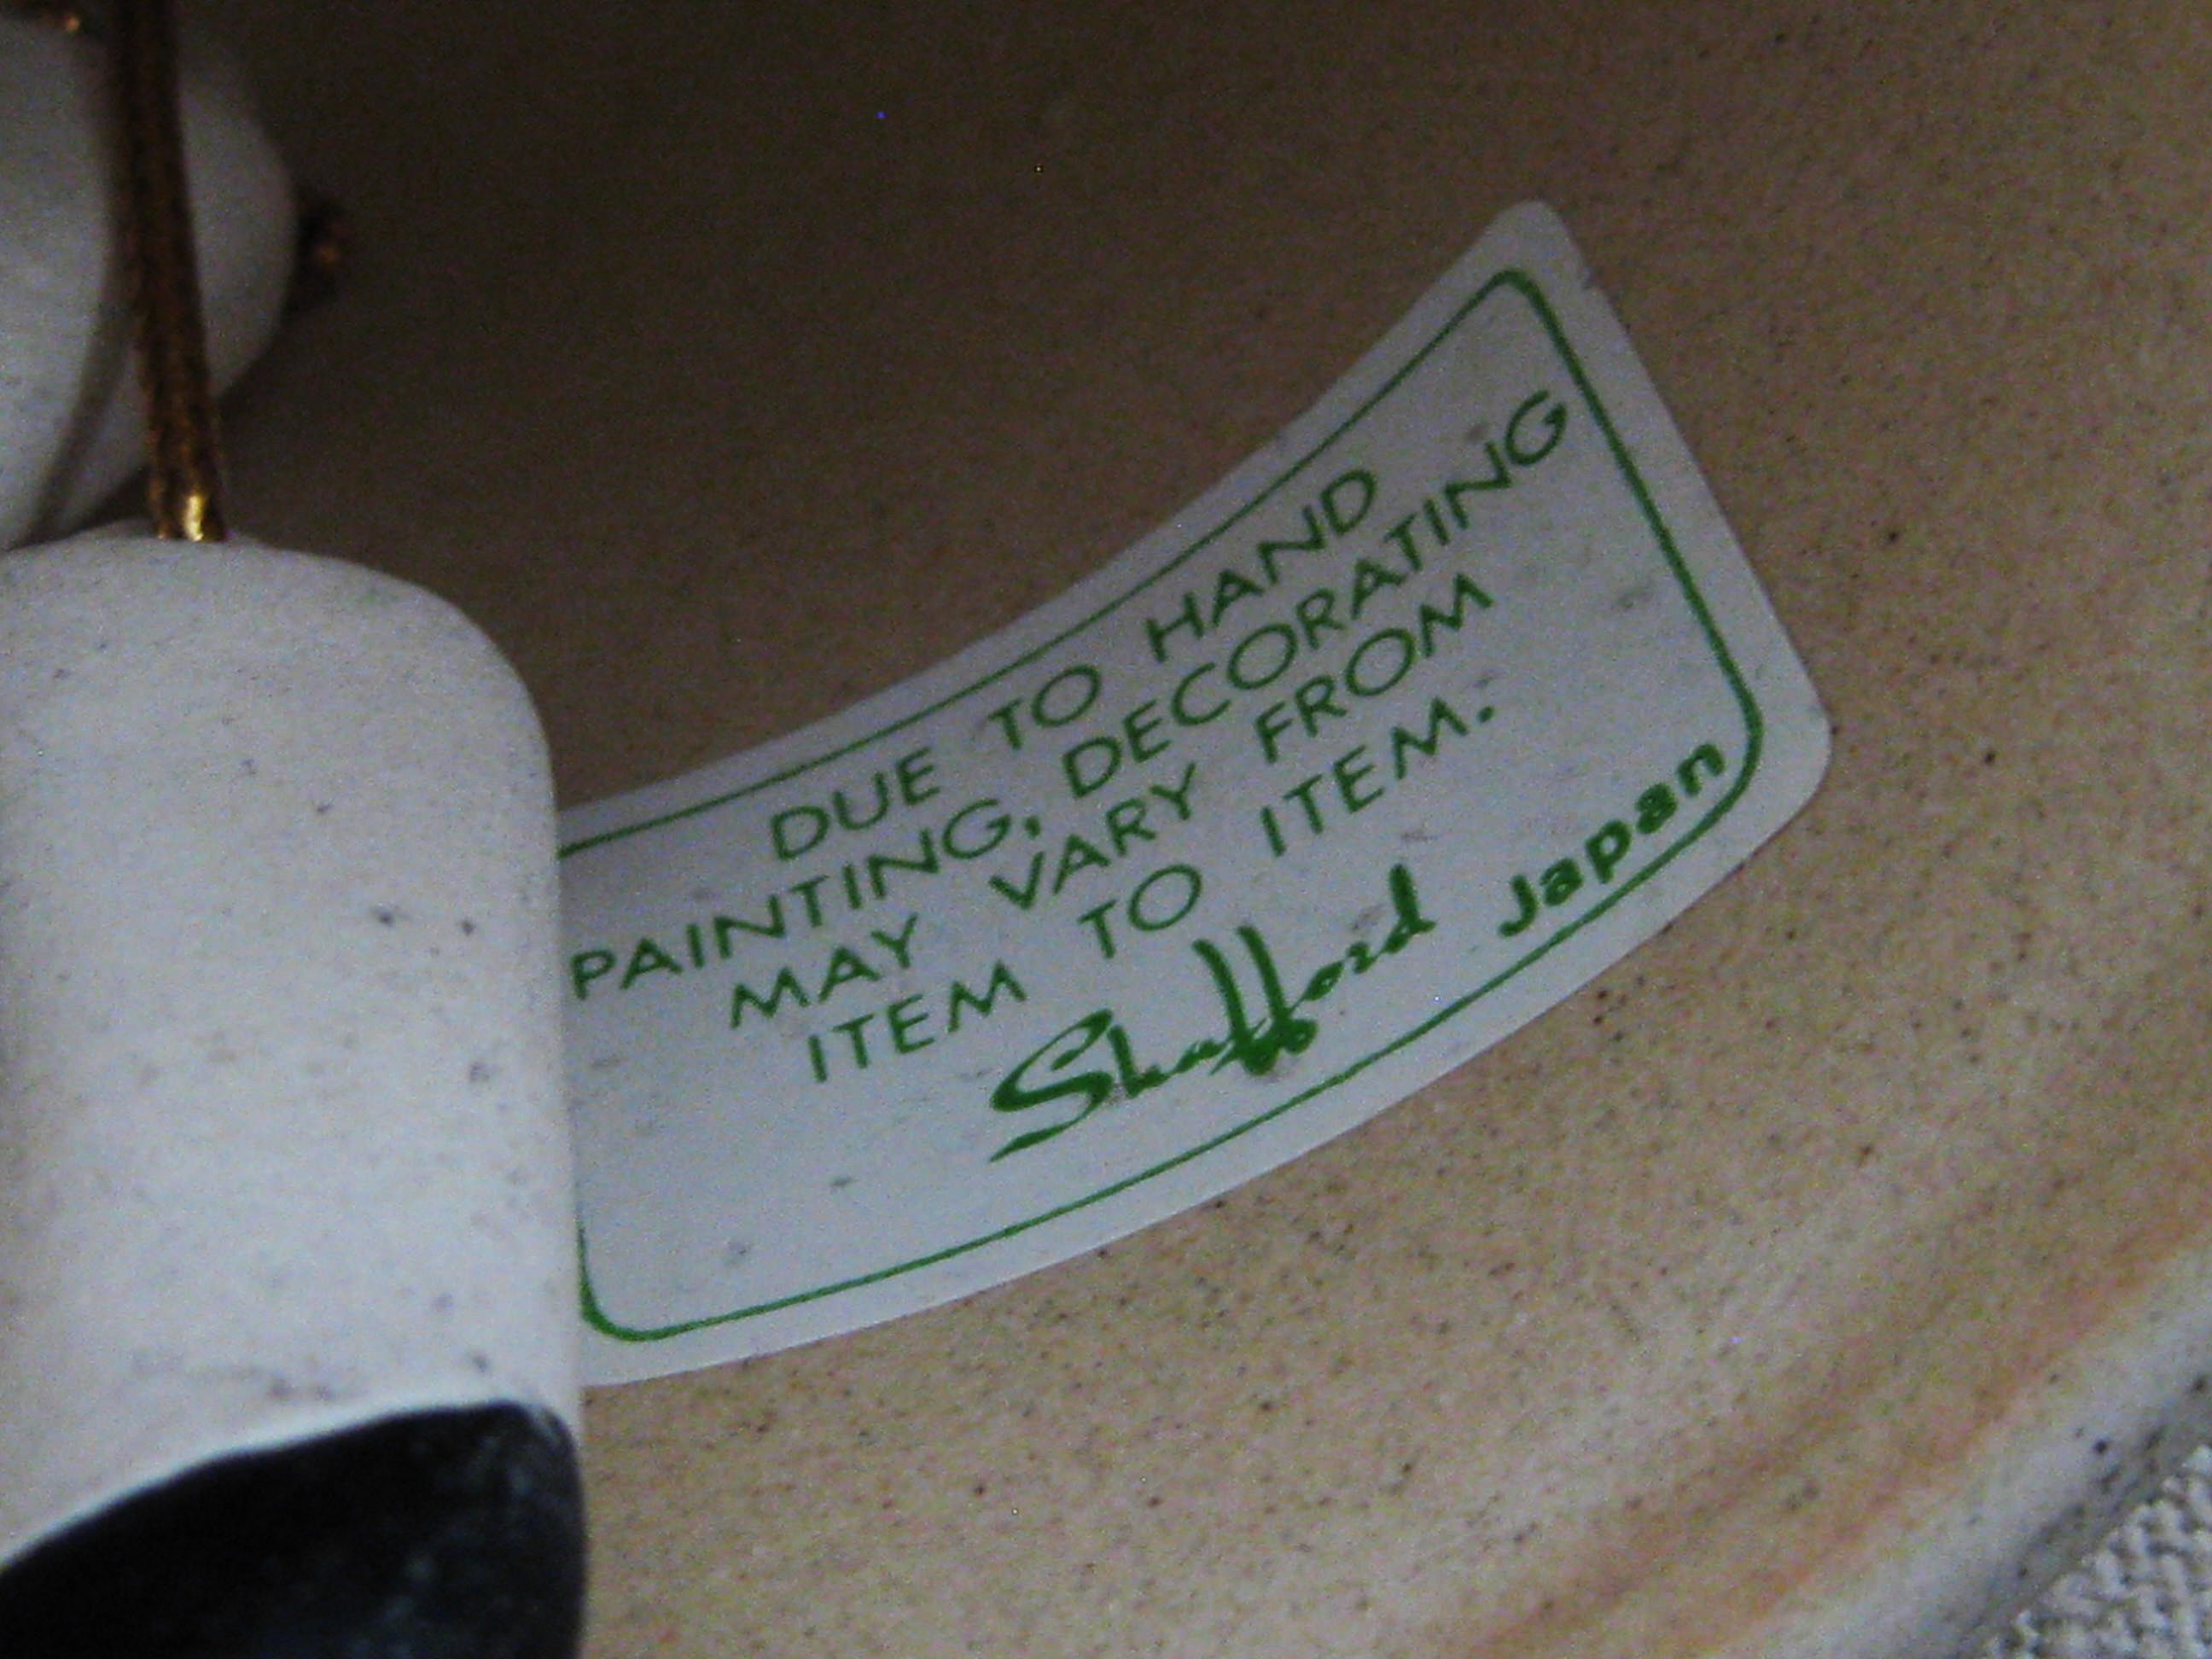 DUE TO HAND
PAINTING, DECORATING
MAY VARY FROM
ITEM TO ITEM.
Shafford Japan